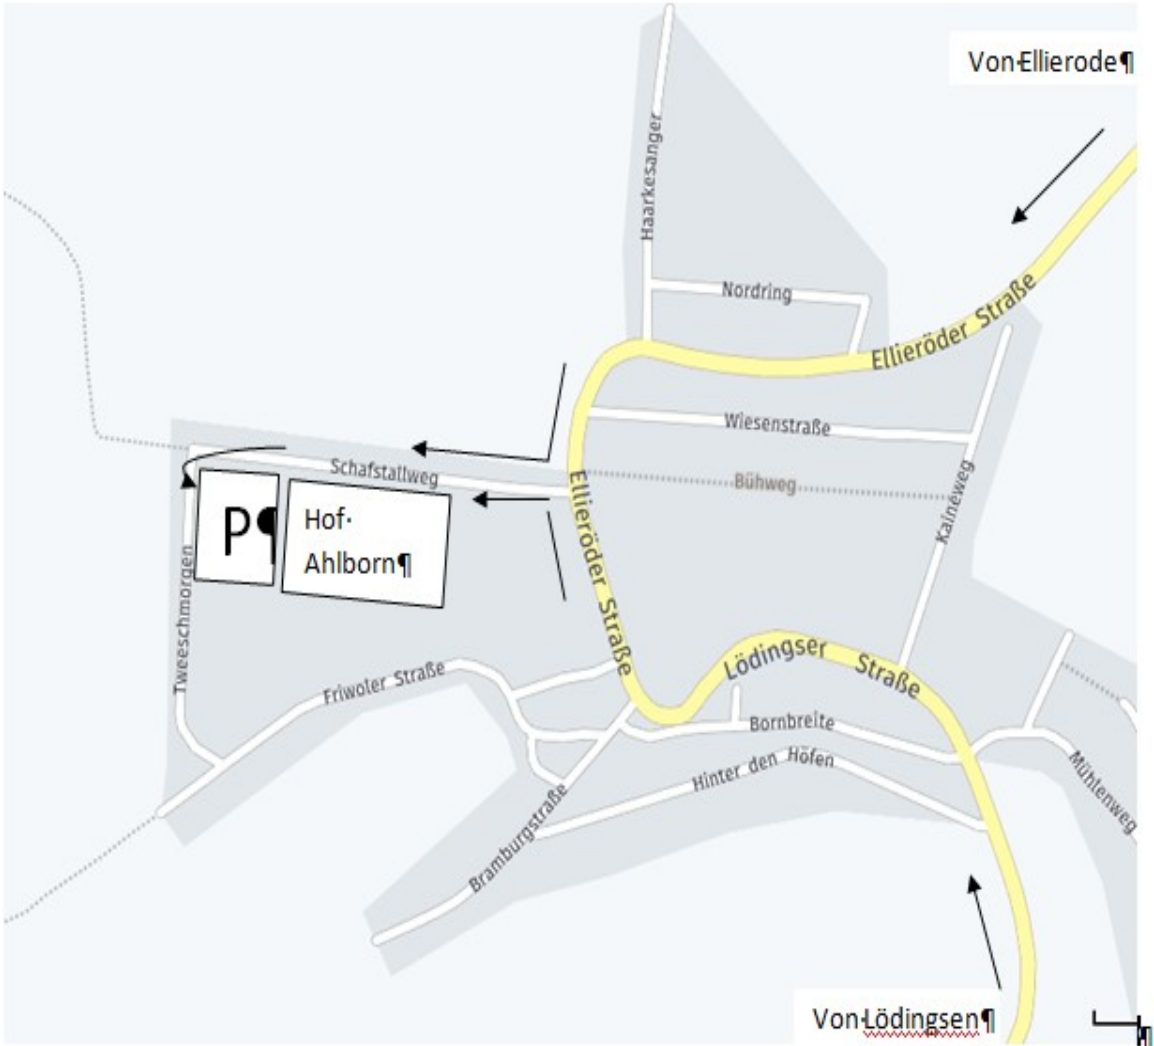 Von·Ellierode¶
Haarkesanger
Nordring
Ellieröder Straße
Wiesenstraße
Schafstallweg
Bühweg
Kaineweg
P¶
Hof·
Ahlborn¶
Ellieröder Straße
Tweeschmorgen
Friwoler Straße
Lödingser Straße
Bornbreite
Hinter den Höfen
Mühlenweg
Bramburgstraße
Von·Lödingsen¶
¶